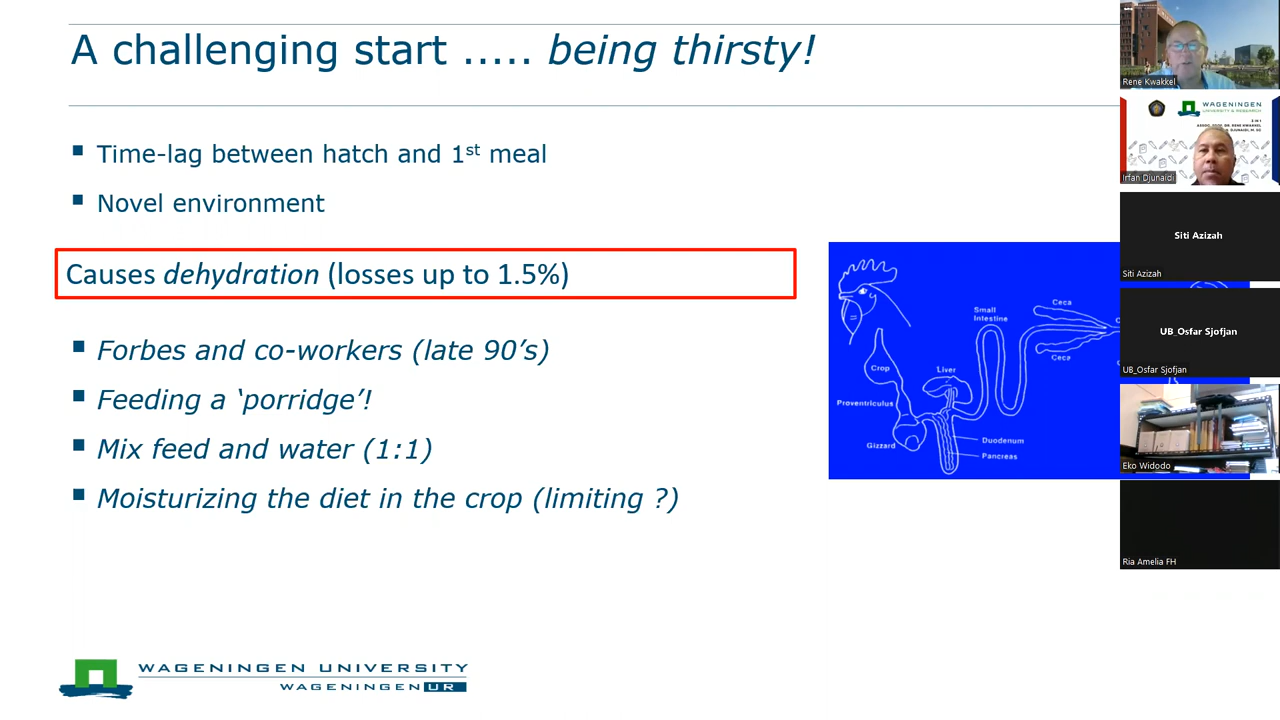 A challenging start ..... being thirsty!
Time-lag between hatch and 1st meal
Novel environment
Causes dehydration (losses up to 1.5%)
Forbes and co-workers (late 90's)
Feeding a 'porridge'!
Mix feed and water (1:1)
Moisturizing the diet in the crop (limiting ?)
Small
Intestine
Ceca
Ceca
Crop
Liver
Proventriculus
Gizzard
Duodenum
Pancreas
WAGENINGEN UNIVERSITY
WAGENINGEN UR
Rene Kwakkel
WAGENINGEN
UNIVERSITY & RESEARCH
Irfan Djunaidi
Siti Azizah
Siti Azizah
UB_Osfar Sjofjan
UB_Osfar Sjofjan
Eko Widodo
Ria Amelia FH